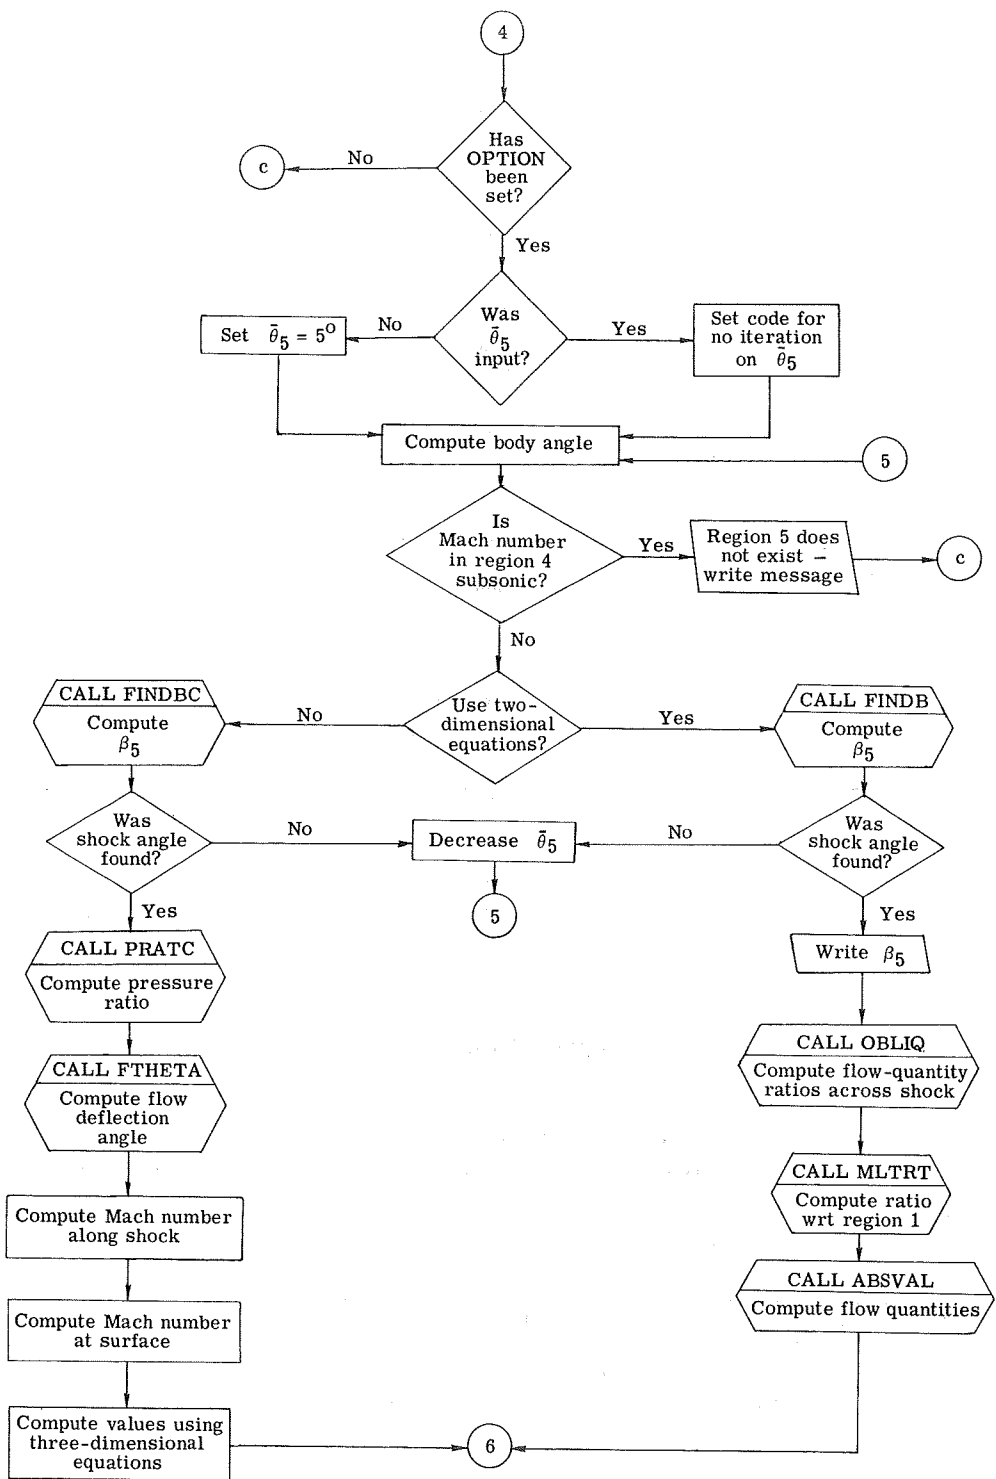 4
Has
OPTION
been
set?
No
c
Yes
Was
θ̄5
input?
No
Set θ̄5 = 5°
Yes
Set code for
no iteration
on θ̄5
Compute body angle
5
Is
Mach number
in region 4
subsonic?
Yes
Region 5 does
not exist –
write message
c
No
Use two-
dimensional
equations?
No
CALL FINDBC
Compute
β5
Yes
CALL FINDB
Compute
β5
Was
shock angle
found?
No
Decrease θ̄5
5
No
Was
shock angle
found?
Yes
CALL PRATC
Compute pressure
ratio
CALL FTHETA
Compute flow
deflection
angle
Compute Mach number
along shock
Compute Mach number
at surface
Compute values using
three-dimensional
equations
Yes
Write β5
CALL OBLIQ
Compute flow-quantity
ratios across shock
CALL MLTRT
Compute ratio
wrt region 1
CALL ABSVAL
Compute flow quantities
6